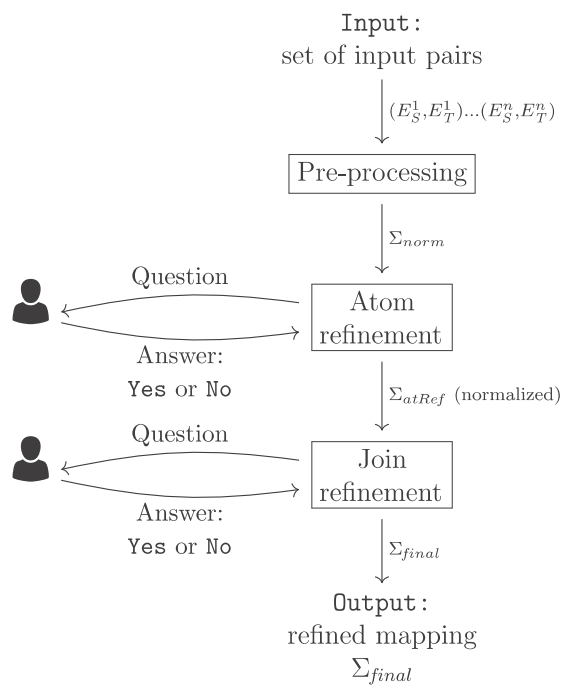 Input:
set of input pairs
(E_S^1,E_T^1)...(E_S^n,E_T^n)
Pre-processing
Σ_norm
Question
Atom
refinement
Answer:
Yes or No
Σ_atRef (normalized)
Question
Join
refinement
Answer:
Yes or No
Σ_final
Output:
refined mapping
Σ_final